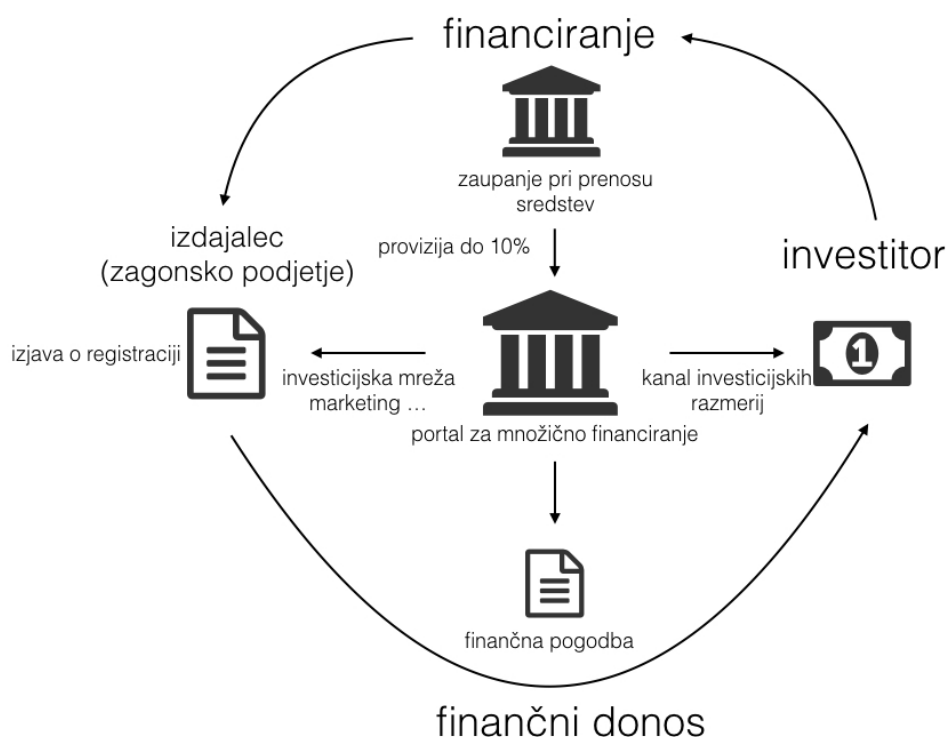 financiranje
zaupanje pri prenosu
sredstev
provizija do 10%
izdajalec
(zagonsko podjetje)
investitor
izjava o registraciji
investicijska mreža
marketing …
kanal investicijskih
razmerij
1
portal za množično financiranje
finančna pogodba
finančni donos